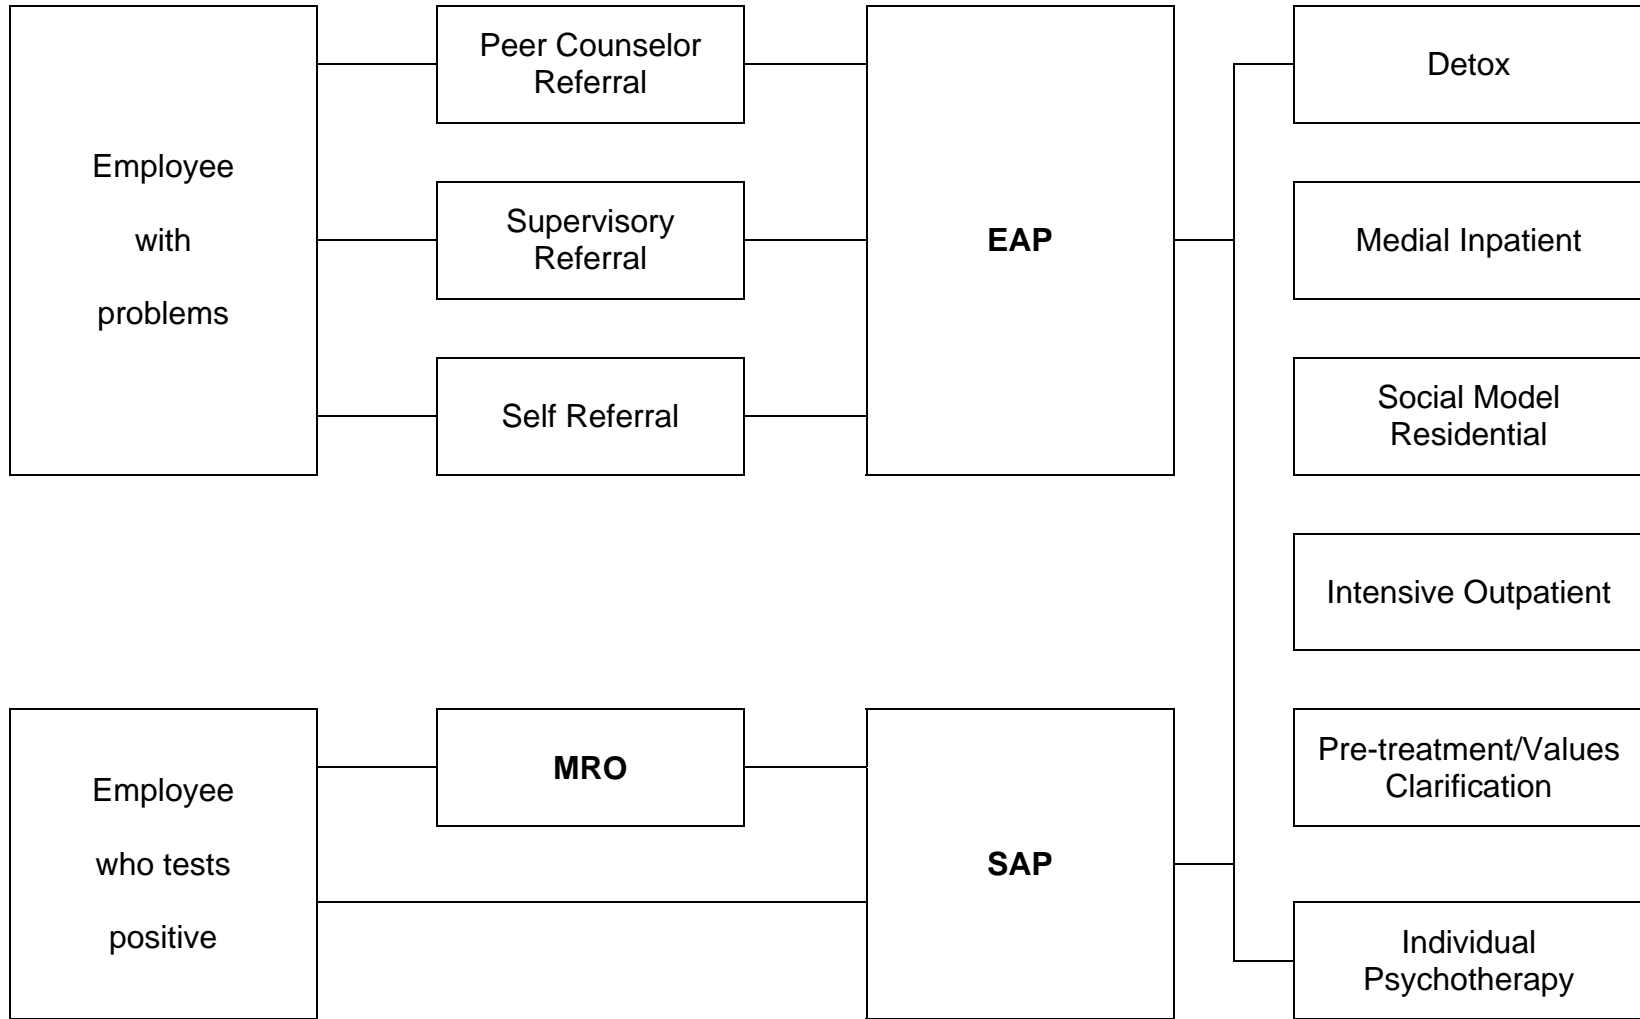 Employee
with
problems
Peer Counselor
Referral
Supervisory
Referral
Self Referral
EAP
Detox
Medial Inpatient
Social Model
Residential
Intensive Outpatient
Employee
who tests
positive
MRO
SAP
Pre-treatment/Values
Clarification
Individual
Psychotherapy